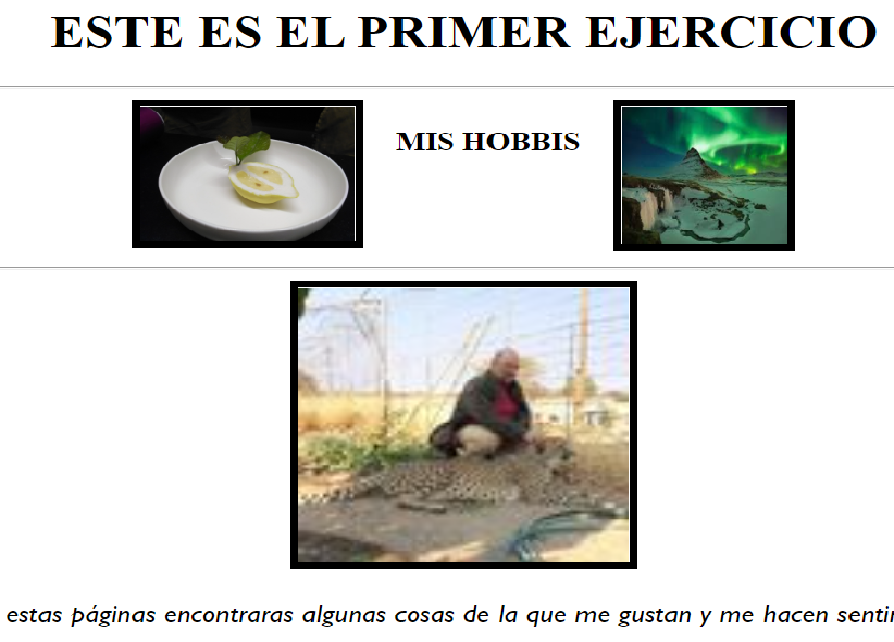 ESTE ES EL PRIMER EJERCICIO
MIS HOBBIS
estas páginas encontraras algunas cosas de la que me gustan y me hacen sentir